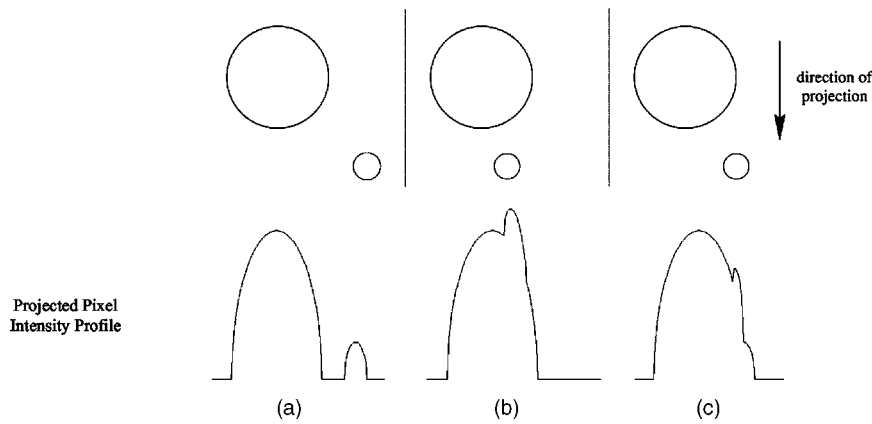 direction of
projection
Projected Pixel
Intensity Profile
(a)
(b)
(c)